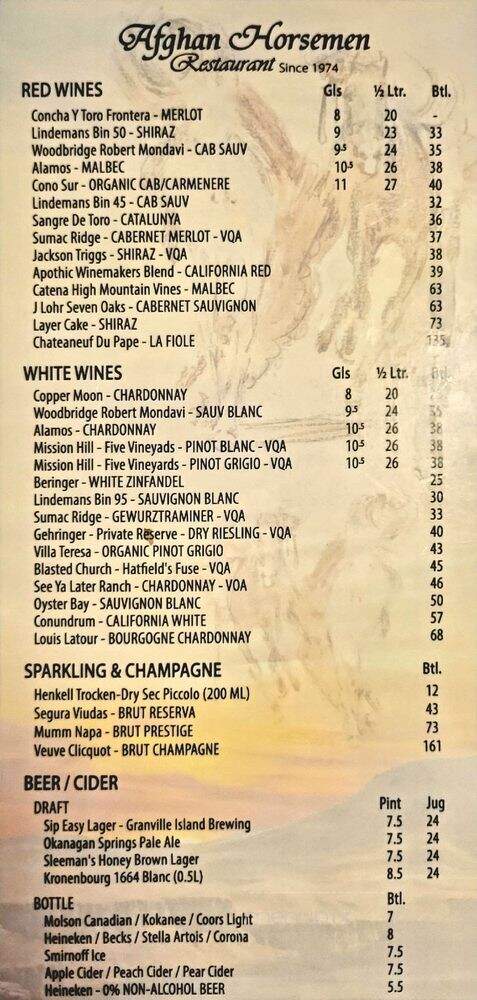 Afghan Horsemen
Restaurant Since 1974
RED WINES Gls ½ Ltr. Btl.
Concha Y Toro Frontera - MERLOT 8 20 -
Lindemans Bin 50 - SHIRAZ 9 23 33
Woodbridge Robert Mondavi - CAB SAUV 9.5 24 35
Alamos - MALBEC 10.5 26 38
Cono Sur - ORGANIC CAB/CARMENERE 11 27 40
Lindemans Bin 45 - CAB SAUV 32
Sangre De Toro - CATALUNYA 36
Sumac Ridge - CABERNET MERLOT - VQA 37
Jackson Triggs - SHIRAZ - VQA 38
Apothic Winemakers Blend - CALIFORNIA RED 39
Catena High Mountain Vines - MALBEC 63
J Lohr Seven Oaks - CABERNET SAUVIGNON 63
Layer Cake - SHIRAZ 73
Chateaneuf Du Pape - LA FIOLE 135
WHITE WINES Gls ½ Ltr. Btl.
Copper Moon - CHARDONNAY 8 20
Woodbridge Robert Mondavi - SAUV BLANC 9.5 24 35
Alamos - CHARDONNAY 10.5 26 38
Mission Hill - Five Vineyads - PINOT BLANC - VQA 10.5 26 38
Mission Hill - Five Vineyards - PINOT GRIGIO - VQA 10.5 26 38
Beringer - WHITE ZINFANDEL 25
Lindemans Bin 95 - SAUVIGNON BLANC 30
Sumac Ridge - GEWURZTRAMINER - VQA 33
Gehringer - Private Reserve - DRY RIESLING - VQA 40
Villa Teresa - ORGANIC PINOT GRIGIO 43
Blasted Church - Hatfield's Fuse - VQA 45
See Ya Later Ranch - CHARDONNAY - VOA 46
Oyster Bay - SAUVIGNON BLANC 50
Conundrum - CALIFORNIA WHITE 57
Louis Latour - BOURGOGNE CHARDONNAY 68
SPARKLING & CHAMPAGNE Btl.
Henkell Trocken-Dry Sec Piccolo (200 ML) 12
Segura Viudas - BRUT RESERVA 43
Mumm Napa - BRUT PRESTIGE 73
Veuve Clicquot - BRUT CHAMPAGNE 161
BEER / CIDER
DRAFT Pint Jug
Sip Easy Lager - Granville Island Brewing 7.5 24
Okanagan Springs Pale Ale 7.5 24
Sleeman's Honey Brown Lager 7.5 24
Kronenbourg 1664 Blanc (0.5L) 8.5 24
BOTTLE Btl.
Molson Canadian / Kokanee / Coors Light 7
Heineken / Becks / Stella Artois / Corona 8
Smirnoff Ice 7.5
Apple Cider / Peach Cider / Pear Cider 7.5
Heineken - 0% NON-ALCOHOL BEER 5.5